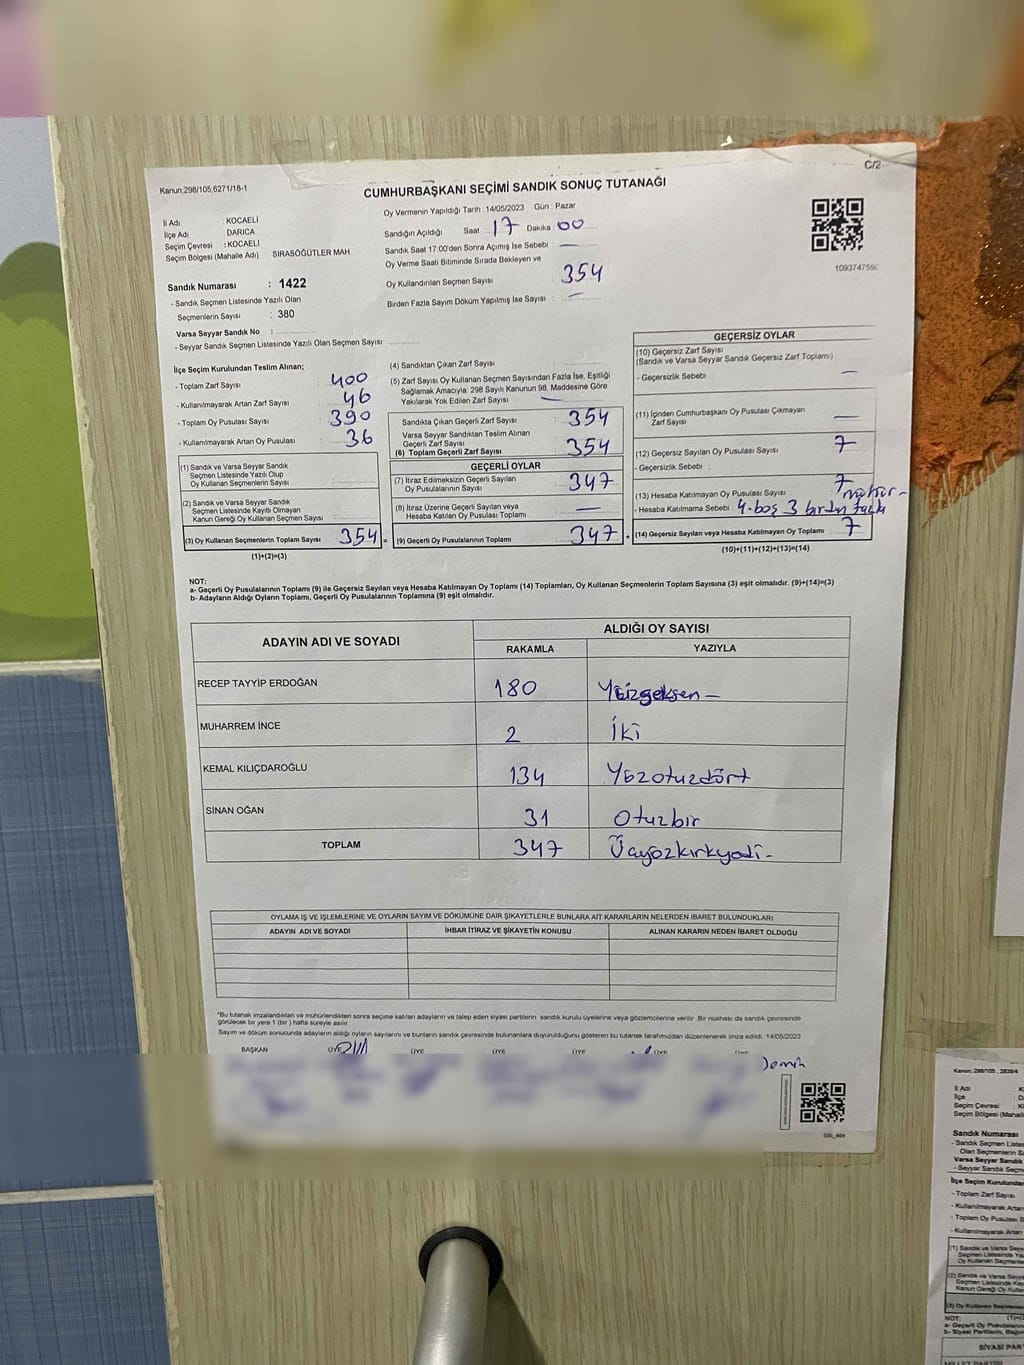 C/2
Kanun;298/105,6271/18-1
CUMHURBAŞKANI SEÇİMİ SANDIK SONUÇ TUTANAĞI
İl Adı : KOCAELİ
İlçe Adı DARICA
Seçim Çevresi : KOCAELİ
Seçim Bölgesi (Mahalle Adı) : SIRASÖĞÜTLER MAH
Oy Vermenin Yapıldığı Tarih :14/05/2023 Gün : Pazar
Sandığın Açıldığı Saat 17 Dakika 00
Sandık Saat 17:00'den Sonra Açımış İse Sebebi : —
Oy Verme Saati Bitiminde Sırada Bekleyen ve
Oy Kullandırılan Seçmen Sayısı 354
Birden Fazla Sayım Döküm Yapılmış İse Sayısı : —
Sandık Numarası : 1422
- Sandık Seçmen Listesinde Yazılı Olan
Seçmenlerin Sayısı : 380
Varsa Seyyar Sandık No :
- Seyyar Sandık Seçmen Listesinde Yazılı Olan Seçmen Sayısı
İlçe Seçim Kurulundan Teslim Alınan;
- Toplam Zarf Sayısı 400
- Kullanılmayarak Artan Zarf Sayısı 46
- Toplam Oy Pusulası Sayısı 390
- Kullanılmayarak Artan Oy Pusulası 36
(1) Sandık ve Varsa Seyyar Sandık
Seçmen Listesinde Yazılı Olup
Oy Kullanan Seçmenlerin Sayısı
(2) Sandık ve Varsa Seyyar Sandık
Seçmen Listesinde Kayıtlı Olmayan
Kanun Gereği Oy Kullanan Seçmen Sayısı
(3) Oy Kullanan Seçmenlerin Toplam Sayısı 354
(1)+(2)=(3)
(4) Sandıktan Çıkan Zarf Sayısı
(5) Zarf Sayısı Oy Kullanan Seçmen Sayısından Fazla İse, Eşitliği
Sağlamak Amacıyla: 298 Sayılı Kanunun 98. Maddesine Göre
Yakılarak Yok Edilen Zarf Sayısı —
Sandıkta Çıkan Geçerli Zarf Sayısı : 354
Varsa Seyyar Sandıktan Teslim Alınan
Geçerli Zarf Sayısı
(6) Toplam Geçerli Zarf Sayısı 354
GEÇERLİ OYLAR
(7) İtiraz Edilmeksizin Geçerli Sayılan
Oy Pusulalarının Sayısı : 347
(8) İtiraz Üzerine Geçerli Sayılan veya
Hesaba Katılan Oy Pusulası Toplamı —
(9) Geçerli Oy Pusulalarının Toplamı : 347
GEÇERSİZ OYLAR
(10) Geçersiz Zarf Sayısı
(Sandık ve Varsa Seyyar Sandık Geçersiz Zarf Toplamı)
- Geçersizlik Sebebi : —
(11) İçinden Cumhurbaşkanı Oy Pusulası Çıkmayan
Zarf Sayısı —
(12) Geçersiz Sayılan Oy Pusulası Sayısı : 7
- Geçersizlik Sebebi :
(13) Hesaba Katılmayan Oy Pusulası Sayısı : 7
mühür -
- Hesaba Katılmama Sebebi : 4-boş 3 birden fazla
(14) Geçersiz Sayılan veya Hesaba Katılmayan Oy Toplamı : 7
(10)+(11)+(12)+(13)=(14)
NOT:
a- Geçerli Oy Pusulalarının Toplamı (9) ile Geçersiz Sayılan veya Hesaba Katılmayan Oy Toplamı (14) Toplamları, Oy Kullanan Seçmenlerin Toplam Sayısına (3) eşit olmalıdır. (9)+(14)=(3)
b- Adayların Aldığı Oyların Toplamı, Geçerli Oy Pusulalarının Toplamına (9) eşit olmalıdır.
ADAYIN ADI VE SOYADI ALDIĞI OY SAYISI
RAKAMLA YAZIYLA
RECEP TAYYİP ERDOĞAN 180 Yüzseksen —
MUHARREM İNCE 2 İki
KEMAL KILIÇDAROĞLU 134 Yüzotuzdört
SİNAN OĞAN 31 Otuzbir
TOPLAM 347 Üçyüzkırkyedi -
OYLAMA İŞ VE İŞLEMLERİNE VE OYLARIN SAYIM VE DÖKÜMÜNE DAİR ŞİKAYETLERLE BUNLARA AİT KARARLARIN NELERDEN İBARET BULUNDUKLARI
ADAYIN ADI VE SOYADI İHBAR İTİRAZ VE ŞİKAYETİN KONUSU ALINAN KARARIN NEDEN İBARET OLDUĞU
*Bu tutanak imzalandıktan ve mühürlendikten sonra seçime katılan adayların ve talep eden siyasi partilerin sandık kurulu üyelerine veya gözlemcilerine verilir. Bir nüshası da sandık çevresinde
görülecek bir yere 1 (bir) hafta süreyle asılır.
Sayım ve döküm sonucunda adayların aldığı oyların sayılarını ve bunların sandık çevresinde bulunanlara duyurulduğunu gösteren bu tutanak tarafımızdan düzenlenerek imza edildi. 14/05/2023
BAŞKAN ÜYE ÜYE ÜYE ÜYE ÜYE ÜYE
Kanun; 298/105
İl Adı
İlçe
Seçim Çevresi
Seçim Bölgesi
Sandık Numarası
- Sandık Seçmen
Varsa Seyyar Sandık
- Seyyar Sandık
- Toplam Zarf
NOT: